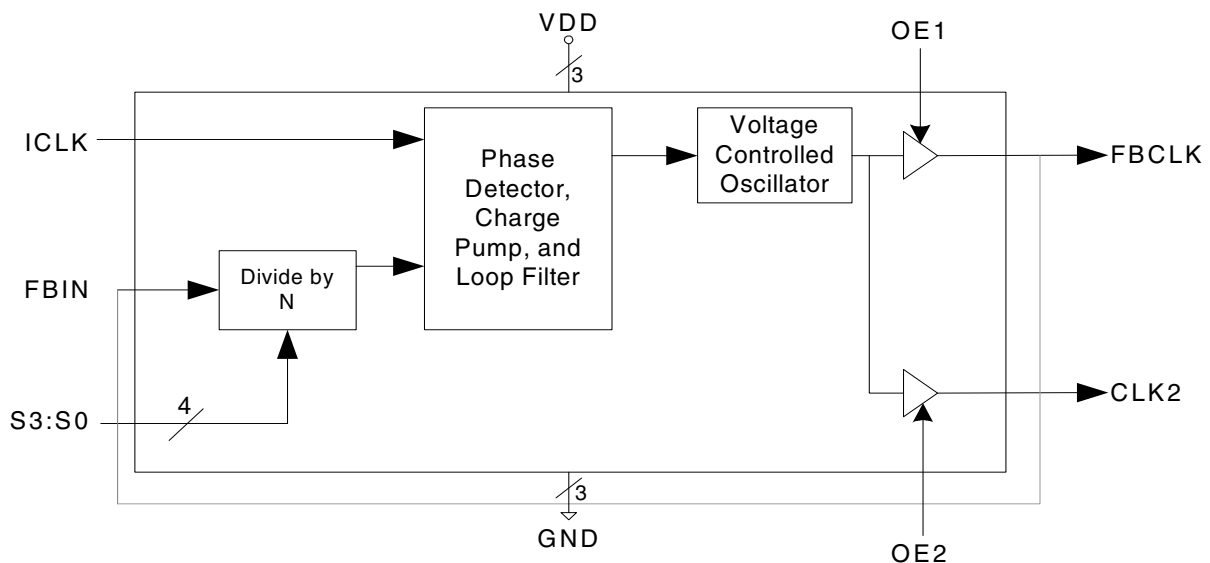 VDD
OE1
3
ICLK
Phase
Detector,
Charge
Pump, and
Loop Filter
Voltage
Controlled
Oscillator
FBCLK
FBIN
Divide by
N
S3:S0
4
CLK2
3
GND
OE2